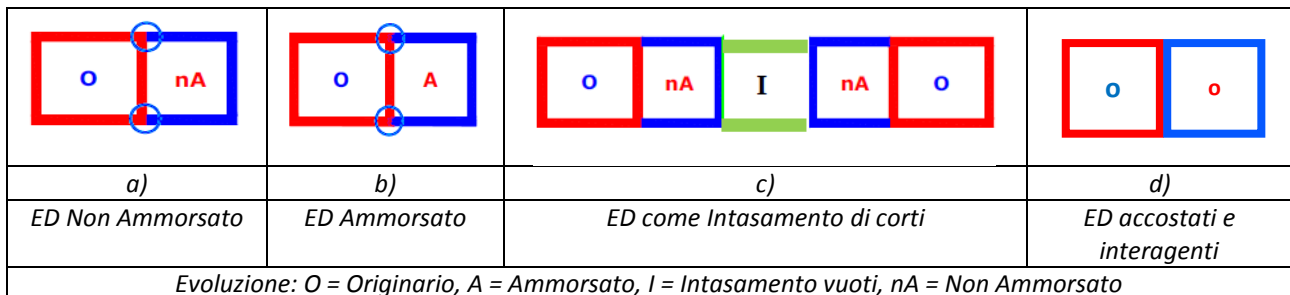 O nA
O A
O nA I nA O
O O
a) b) c) d)
ED Non Ammorsato ED Ammorsato ED come Intasamento di corti ED accostati e
interagenti
Evoluzione: O = Originario, A = Ammorsato, I = Intasamento vuoti, nA = Non Ammorsato